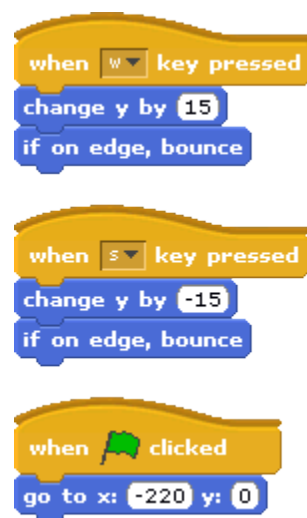 when w key pressed
change y by 15
if on edge, bounce
when s key pressed
change y by -15
if on edge, bounce
when clicked
go to x: -220 y: 0